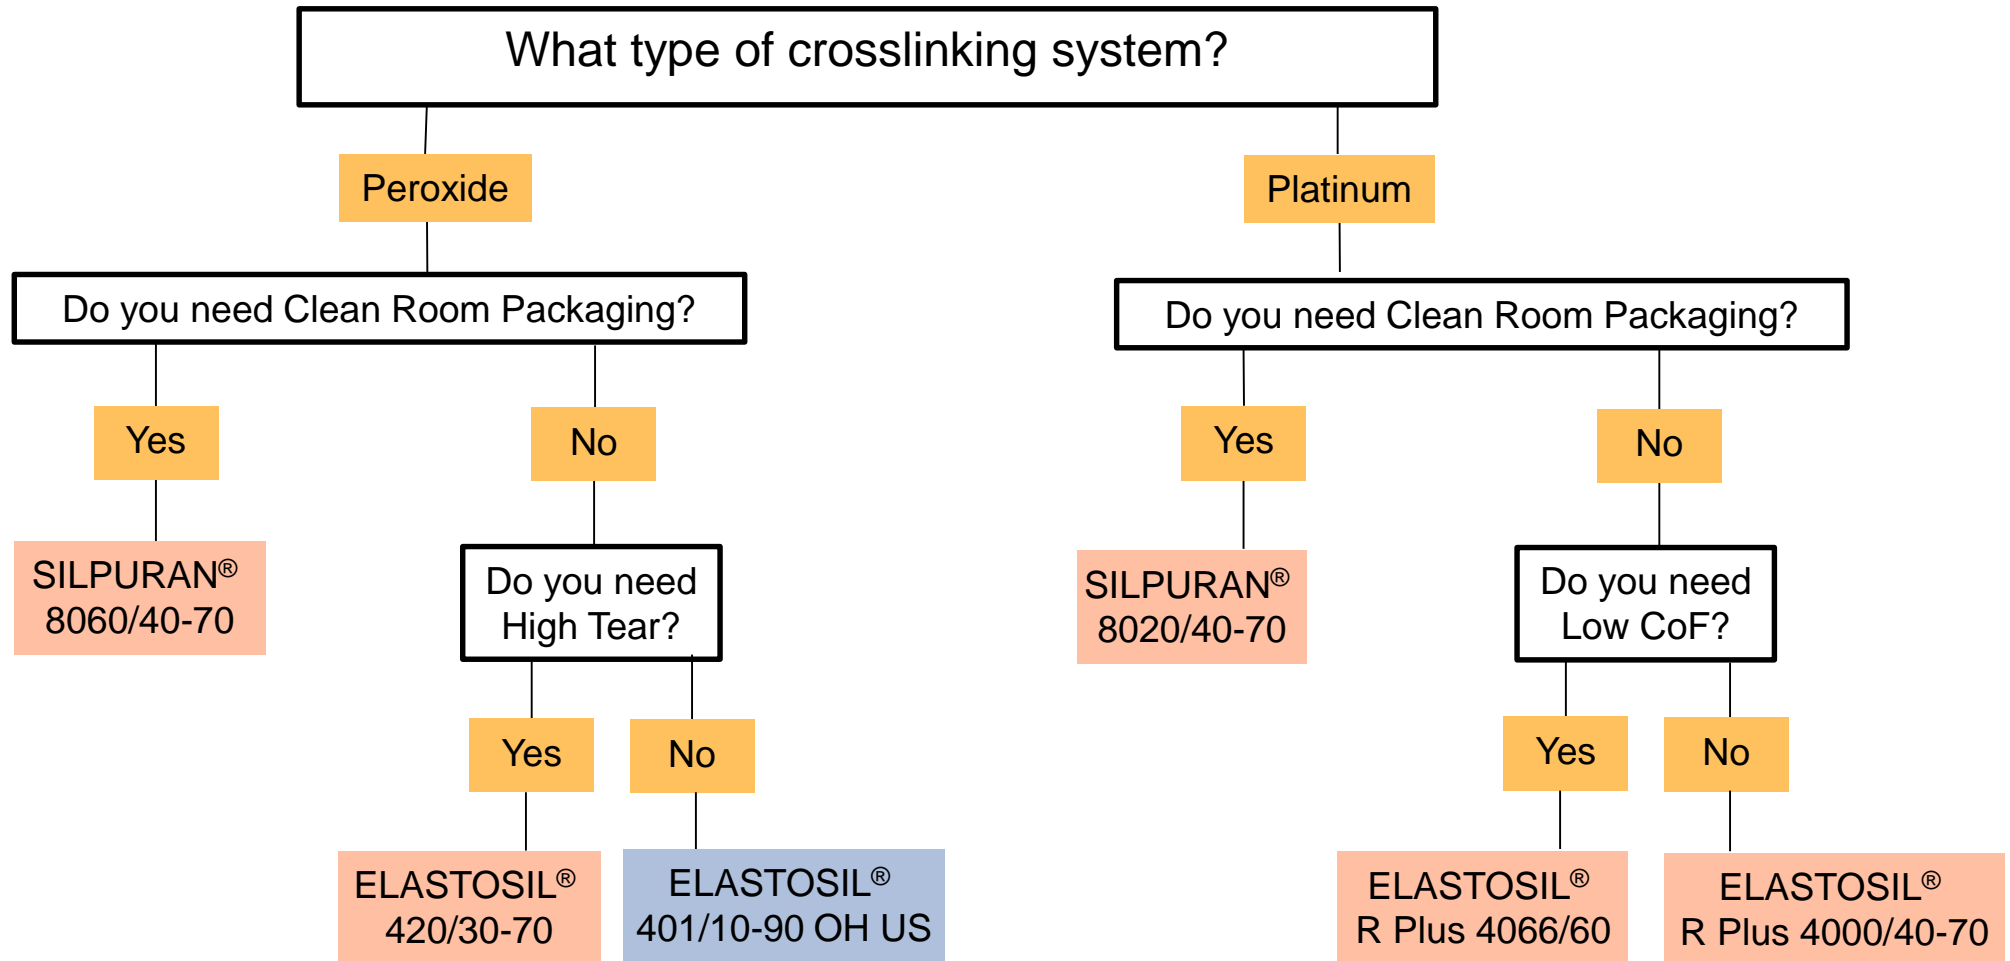 What type of crosslinking system?
Peroxide
Platinum
Do you need Clean Room Packaging?
Do you need Clean Room Packaging?
Yes
No
Yes
No
SILPURAN®
8060/40-70
Do you need
High Tear?
SILPURAN®
8020/40-70
Do you need
Low CoF?
Yes
No
Yes
No
ELASTOSIL®
420/30-70
ELASTOSIL®
401/10-90 OH US
ELASTOSIL®
R Plus 4066/60
ELASTOSIL®
R Plus 4000/40-70